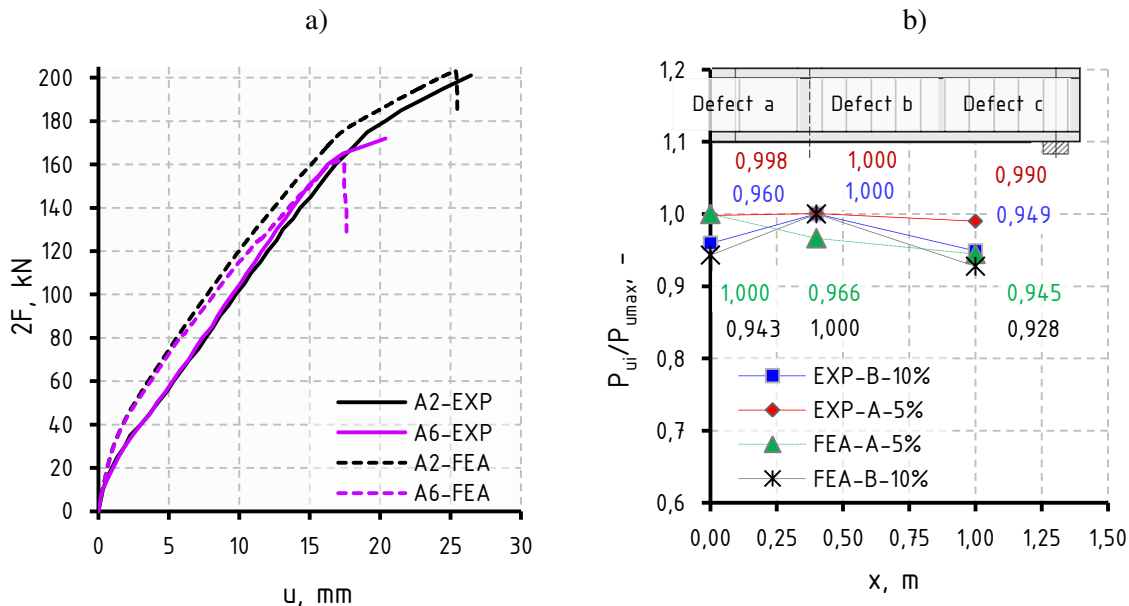 a)
2F, kN
200
180
160
140
120
100
80
60
40
20
0
0 5 10 15 20 25 30
u, mm
A2-EXP
A6-EXP
A2-FEA
A6-FEA
b)
P_ui/P_umax, -
1,2
1,1
1,0
0,9
0,8
0,7
0,6
Defect a Defect b Defect c
0,998 1,000 0,990
0,960 1,000 0,949
1,000 0,966 0,945
0,943 1,000 0,928
EXP-B-10%
EXP-A-5%
FEA-A-5%
FEA-B-10%
0,00 0,25 0,50 0,75 1,00 1,25 1,50
x, m